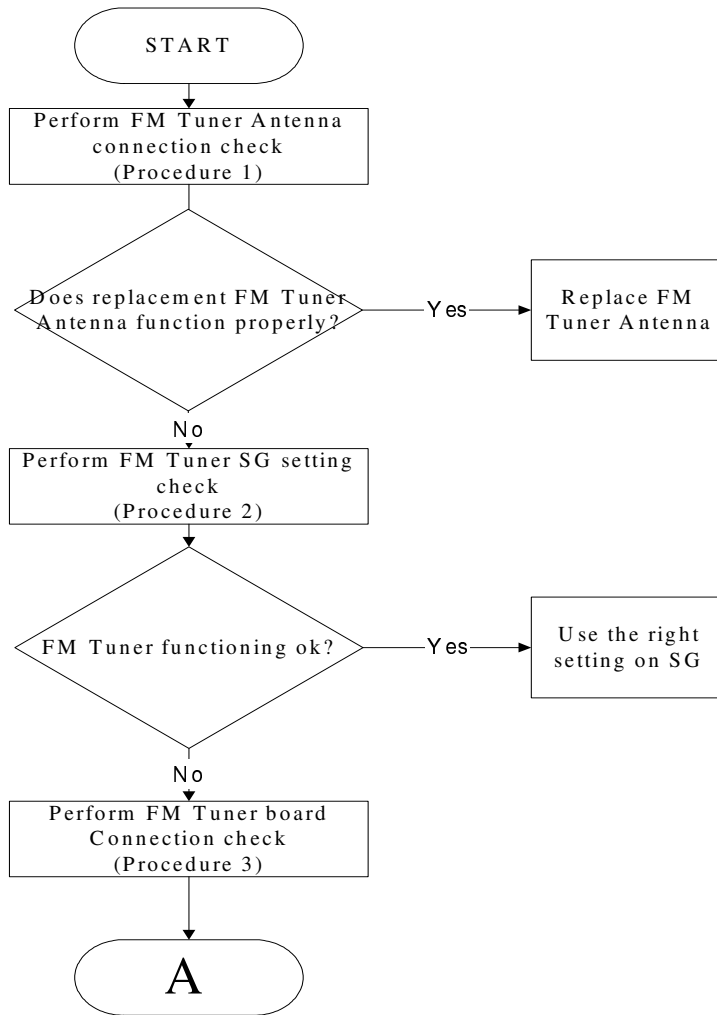 START
Perform FM Tuner Antenna
connection check
(Procedure 1)
Does replacement FM Tuner
Antenna function properly?
Yes
Replace FM
Tuner Antenna
No
Perform FM Tuner SG setting
check
(Procedure 2)
FM Tuner functioning ok?
Yes
Use the right
setting on SG
No
Perform FM Tuner board
Connection check
(Procedure 3)
A